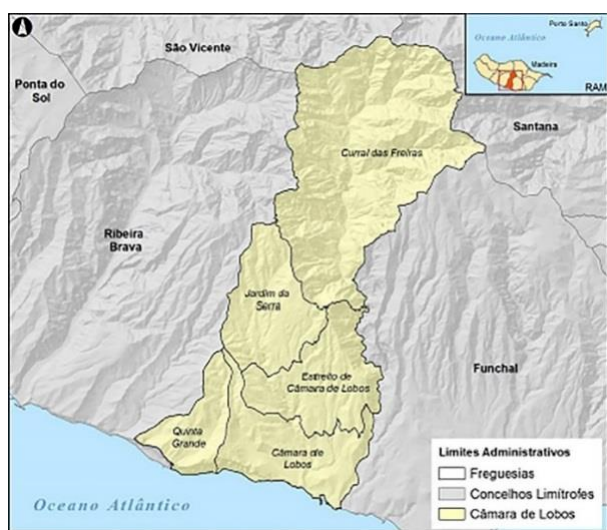 São Vicente
Ponta do
Sol
Porto Santo
Oceano Atlântico
Madeira
RAM
Santana
Curral das Freiras
Ribeira
Brava
Jardim da
Serra
Funchal
Estreito de
Câmara de Lobos
Quinta
Grande
Câmara de
Lobos
Oceano Atlântico
Limites Administrativos
Freguesias
Concelhos Limítrofes
Câmara de Lobos